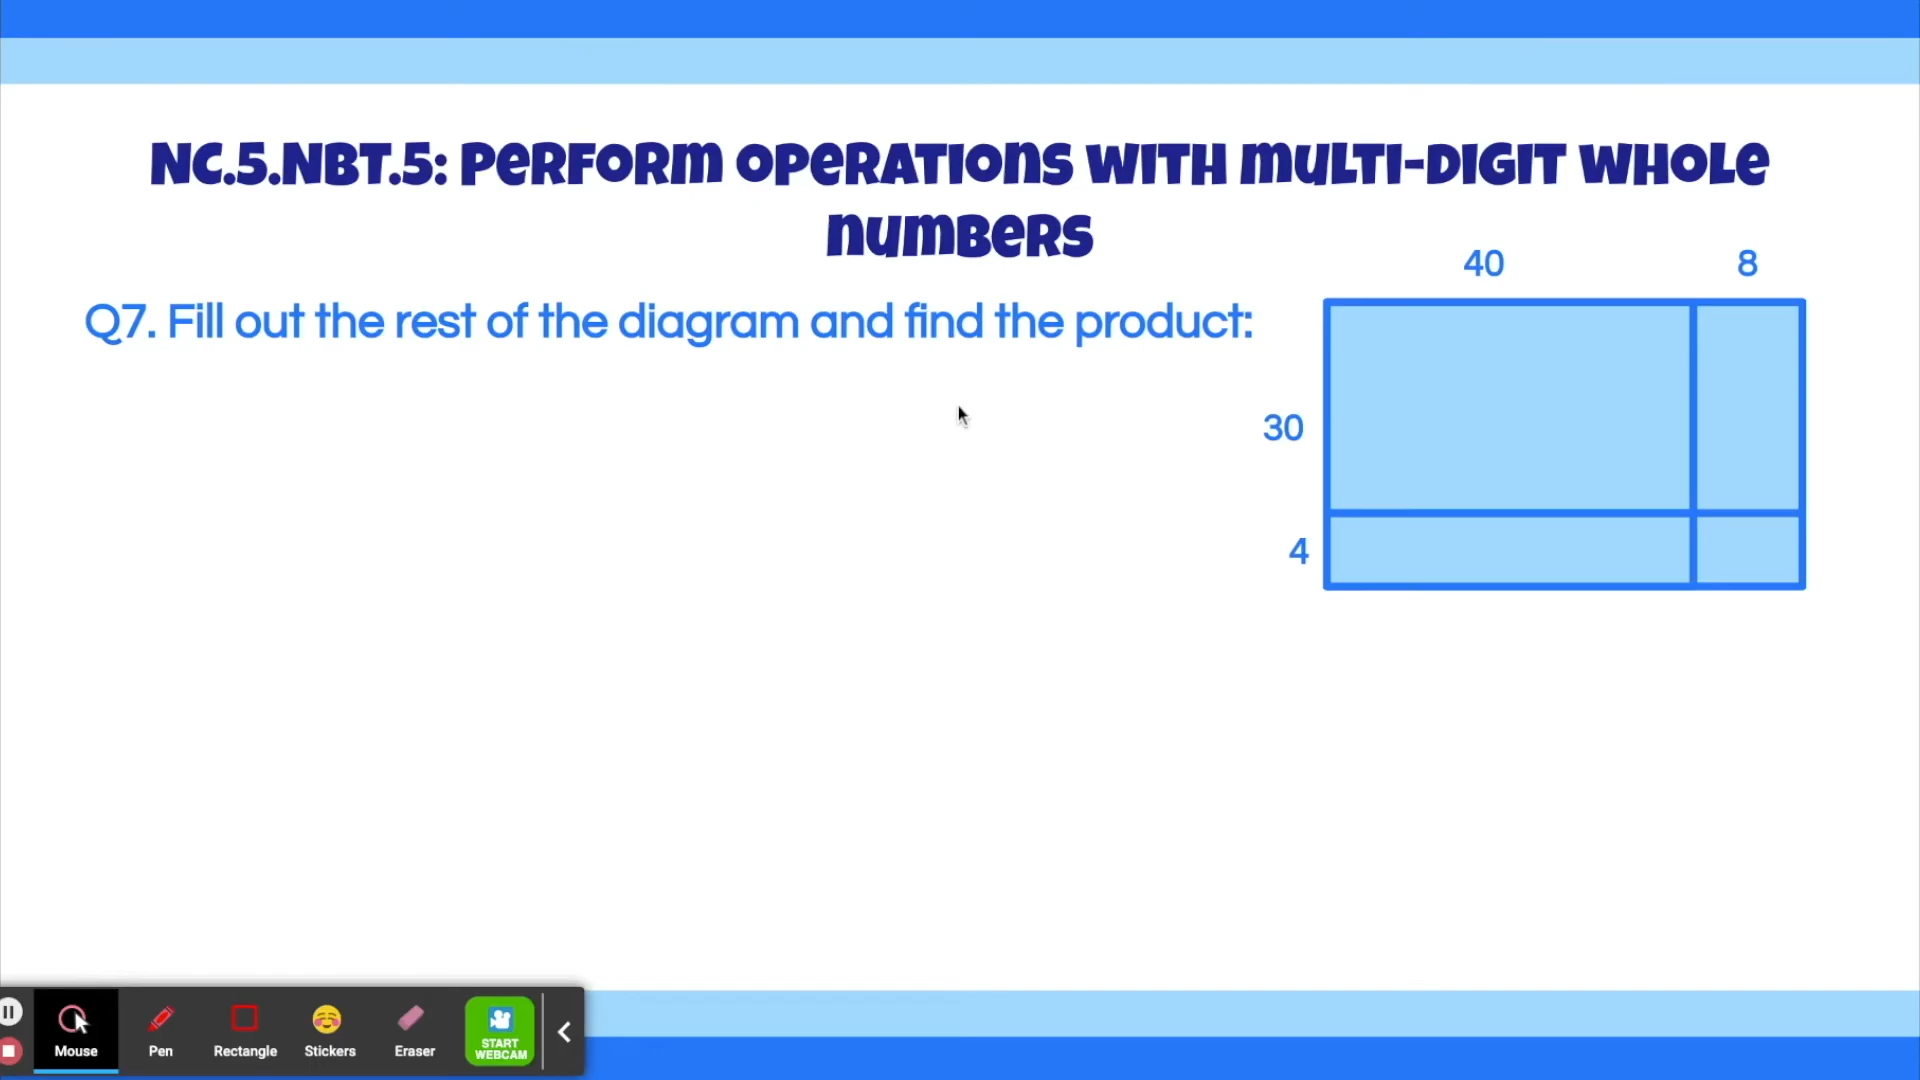 NC.5.NBT.5: Perform operations with multi-digit whole
numbers
40 8
Q7. Fill out the rest of the diagram and find the product:
30
4
Mouse Pen Rectangle Stickers Eraser START
WEBCAM